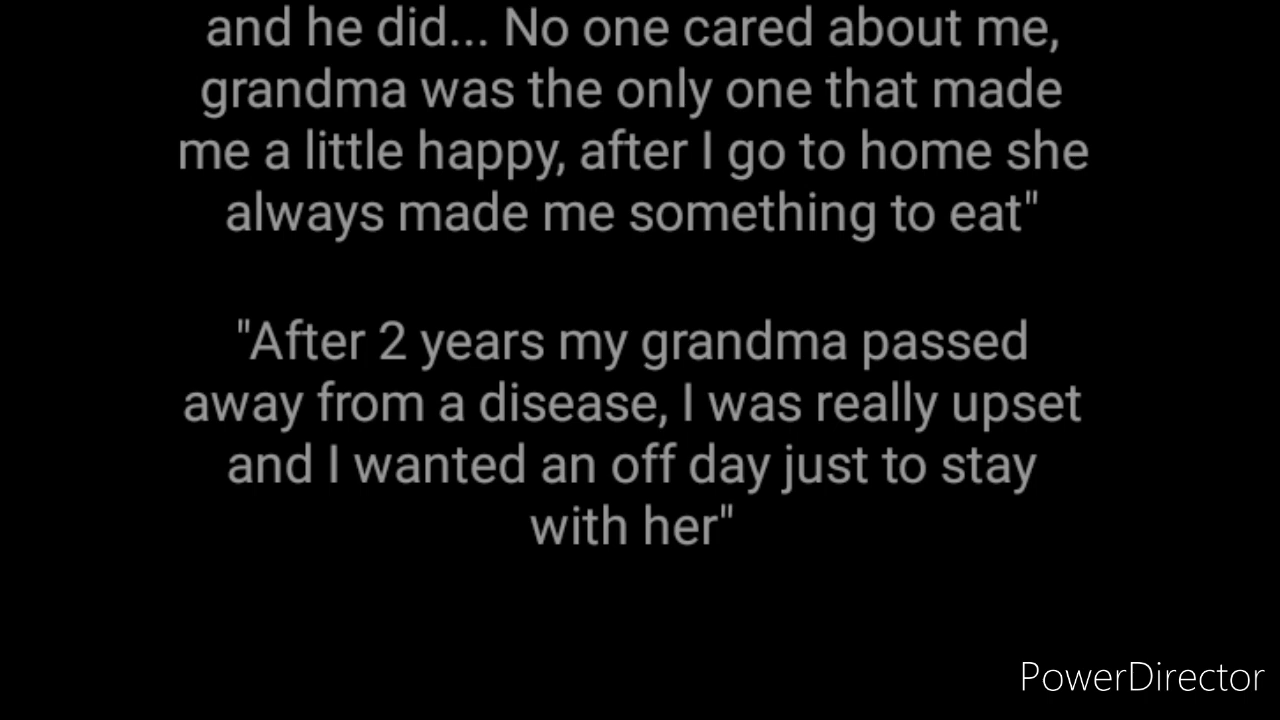 and he did... No one cared about me,
grandma was the only one that made
me a little happy, after I go to home she
always made me something to eat"
"After 2 years my grandma passed
away from a disease, I was really upset
and I wanted an off day just to stay
with her"
PowerDirector